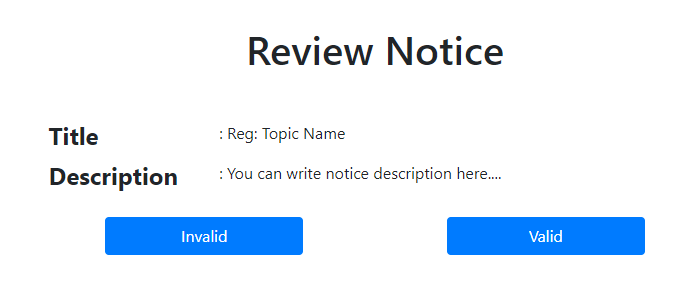 Review Notice
Title : Reg: Topic Name
Description : You can write notice description here....
Invalid Valid